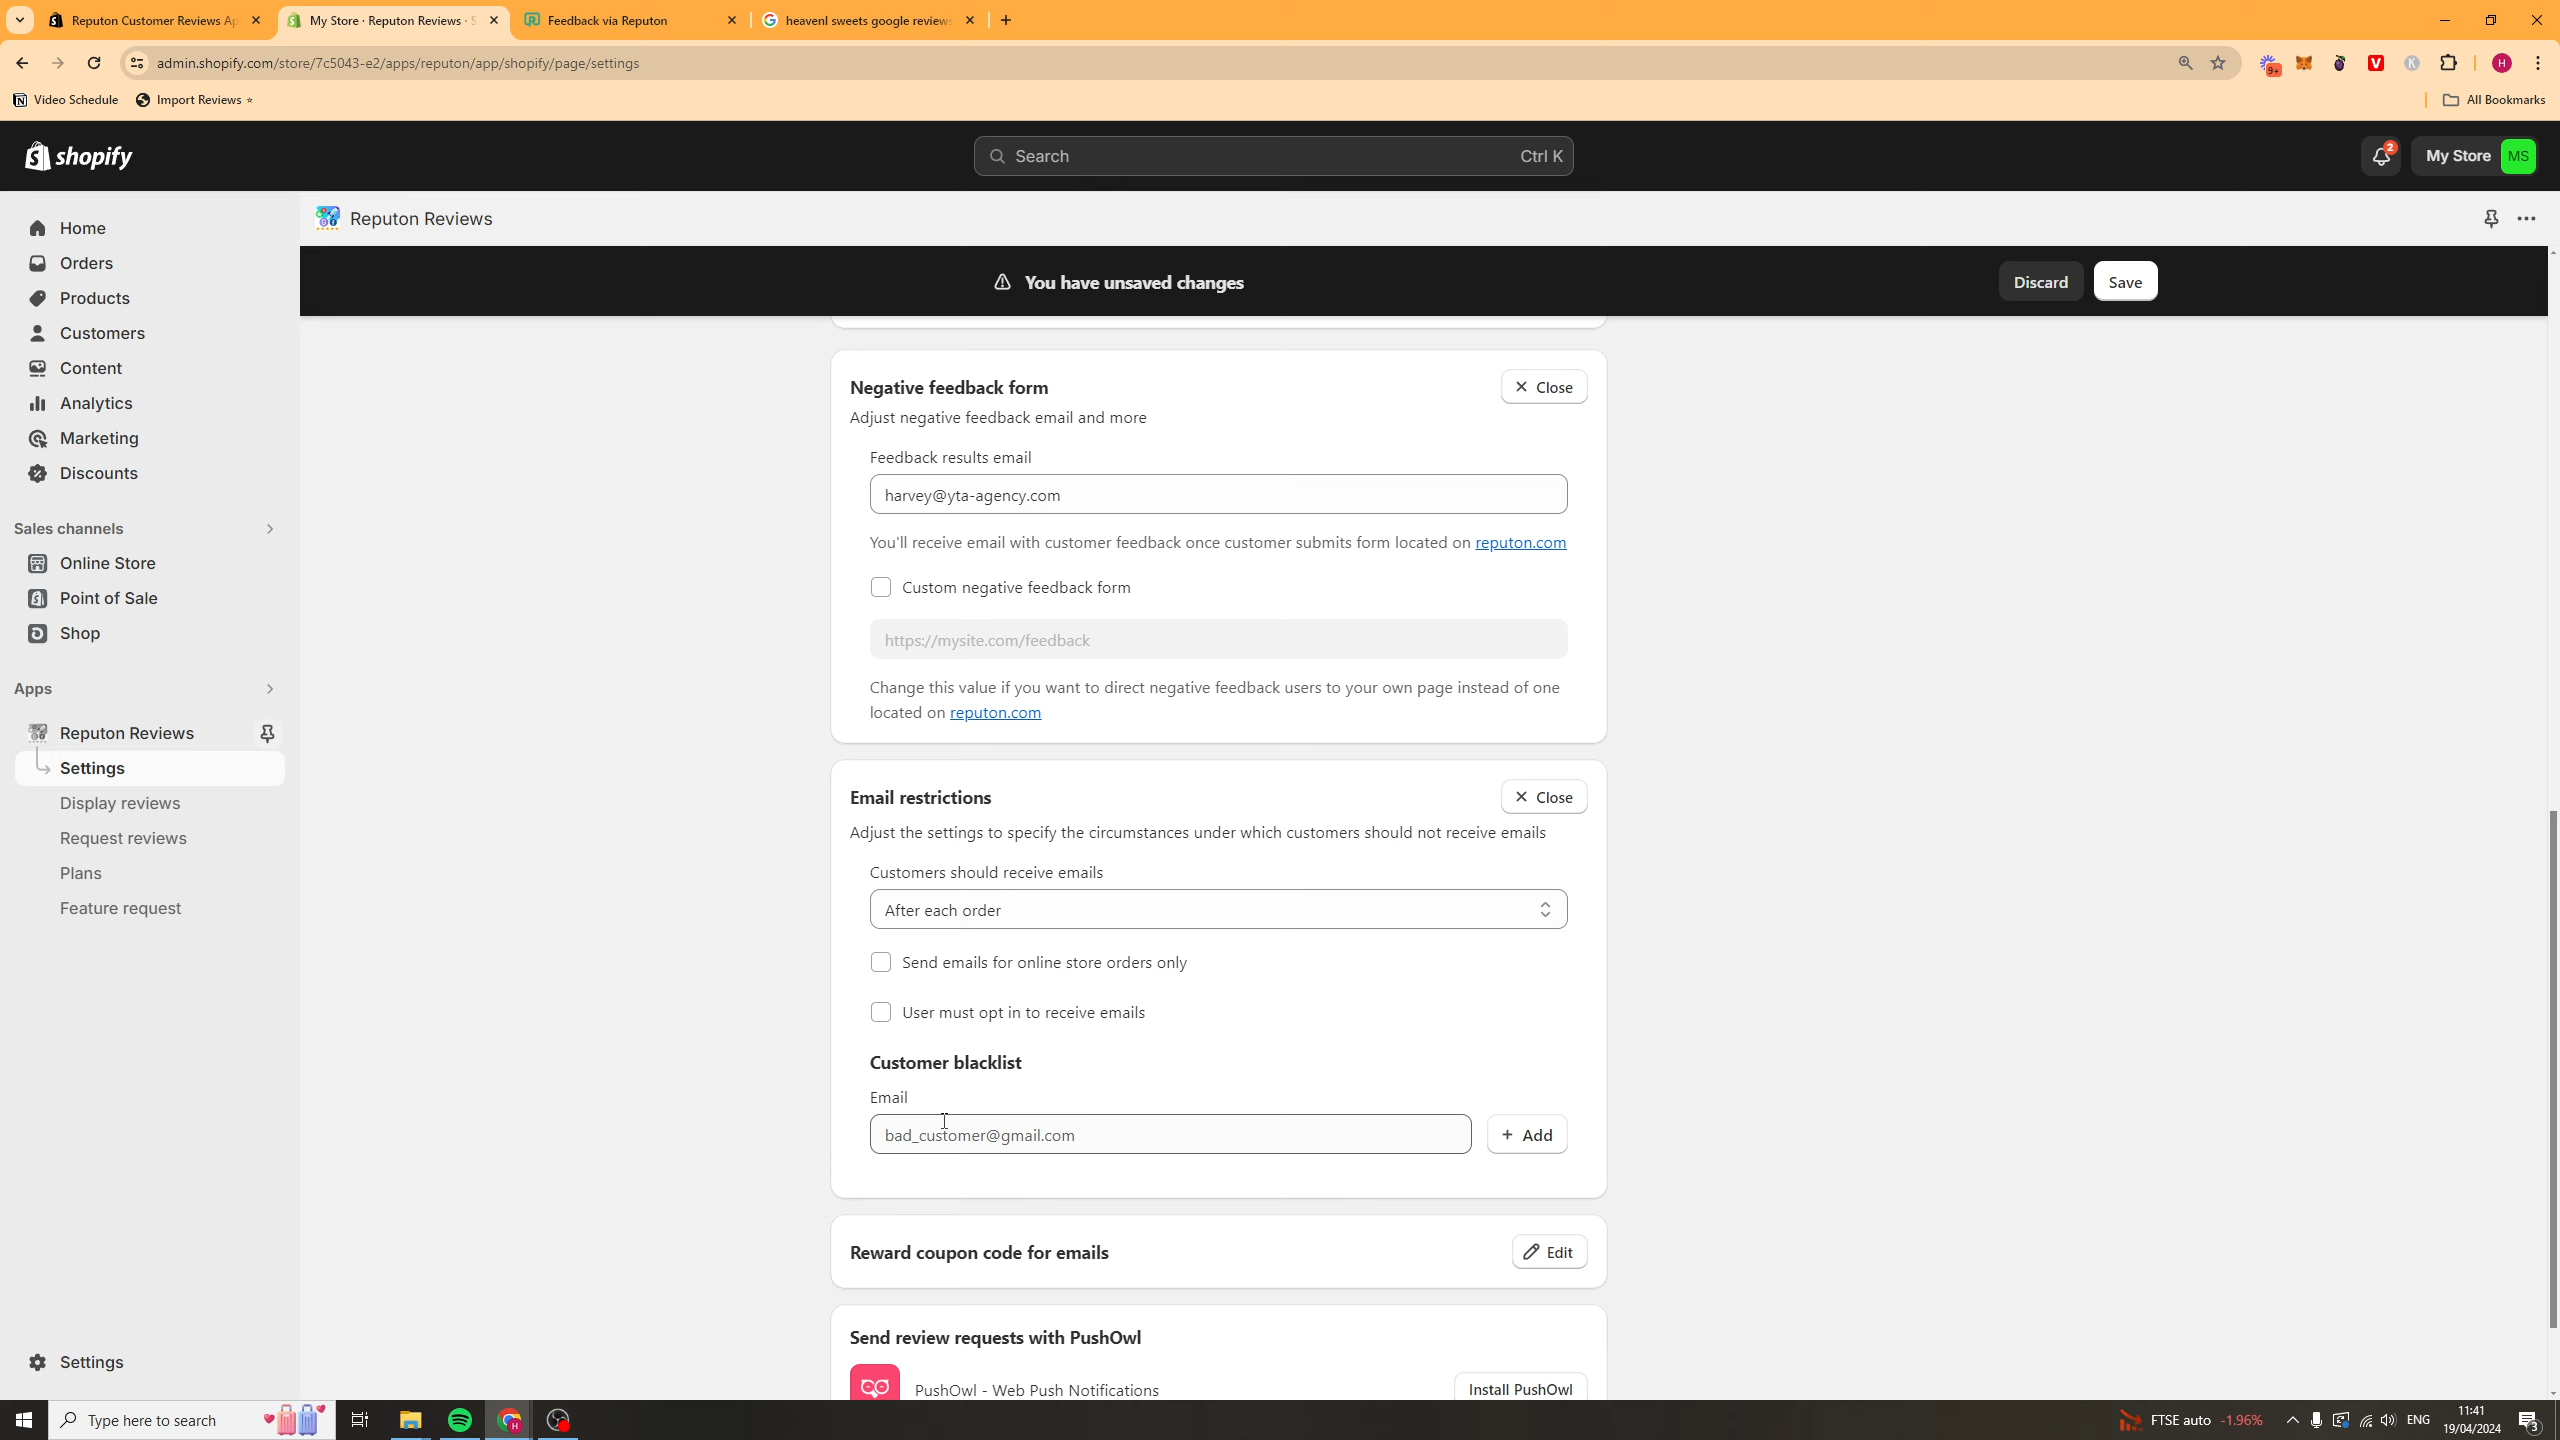 Reputon Customer Reviews Ap
My Store · Reputon Reviews · S
Feedback via Reputon
heavenl sweets google reviews
admin.shopify.com/store/7c5043-e2/apps/reputon/app/shopify/page/settings
9+
V
K
H
Video Schedule
Import Reviews ⭐
All Bookmarks
shopify
Search
Ctrl K
2
My Store
MS
Home
Orders
Products
Customers
Content
Analytics
Marketing
Discounts
Sales channels
Online Store
Point of Sale
Shop
Apps
Reputon Reviews
Settings
Display reviews
Request reviews
Plans
Feature request
Settings
Reputon Reviews
You have unsaved changes
Discard
Save
Negative feedback form
Close
Adjust negative feedback email and more
Feedback results email
harvey@yta-agency.com
You'll receive email with customer feedback once customer submits form located on reputon.com
Custom negative feedback form
https://mysite.com/feedback
Change this value if you want to direct negative feedback users to your own page instead of one
located on reputon.com
Email restrictions
Close
Adjust the settings to specify the circumstances under which customers should not receive emails
Customers should receive emails
After each order
Send emails for online store orders only
User must opt in to receive emails
Customer blacklist
Email
bad_customer@gmail.com
+ Add
Reward coupon code for emails
Edit
Send review requests with PushOwl
PushOwl - Web Push Notifications
Install PushOwl
Type here to search
FTSE auto -1.96%
ENG
11:41
19/04/2024
3